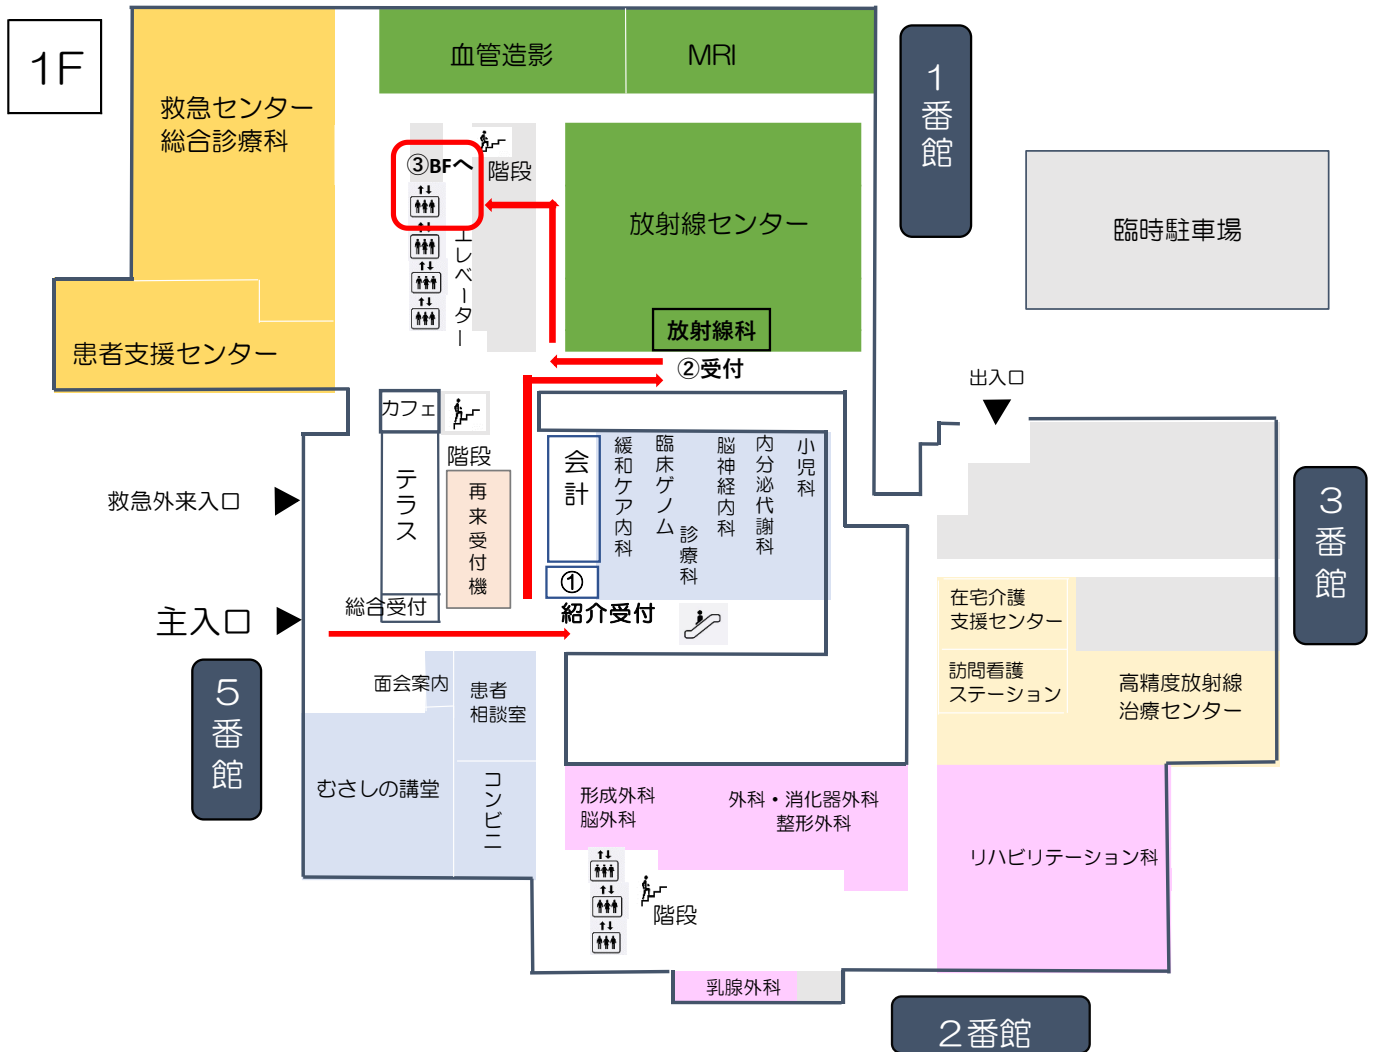 1F
血管造影
MRI
1番館
救急センター
総合診療科
③BFへ
階段
エレベーター
放射線センター
臨時駐車場
放射線科
患者支援センター
②受付
出入口
カフェ
階段
テラス
再来受付機
会計
緩和ケア内科
臨床ゲノム
診療科
脳神経内科
内分泌代謝科
小児科
救急外来入口
3番館
①
紹介受付
総合受付
主入口
在宅介護
支援センター
訪問看護
ステーション
高精度放射線
治療センター
5番館
面会案内
患者
相談室
むさしの講堂
コンビニ
形成外科
脳外科
外科・消化器外科
整形外科
リハビリテーション科
階段
乳腺外科
2番館